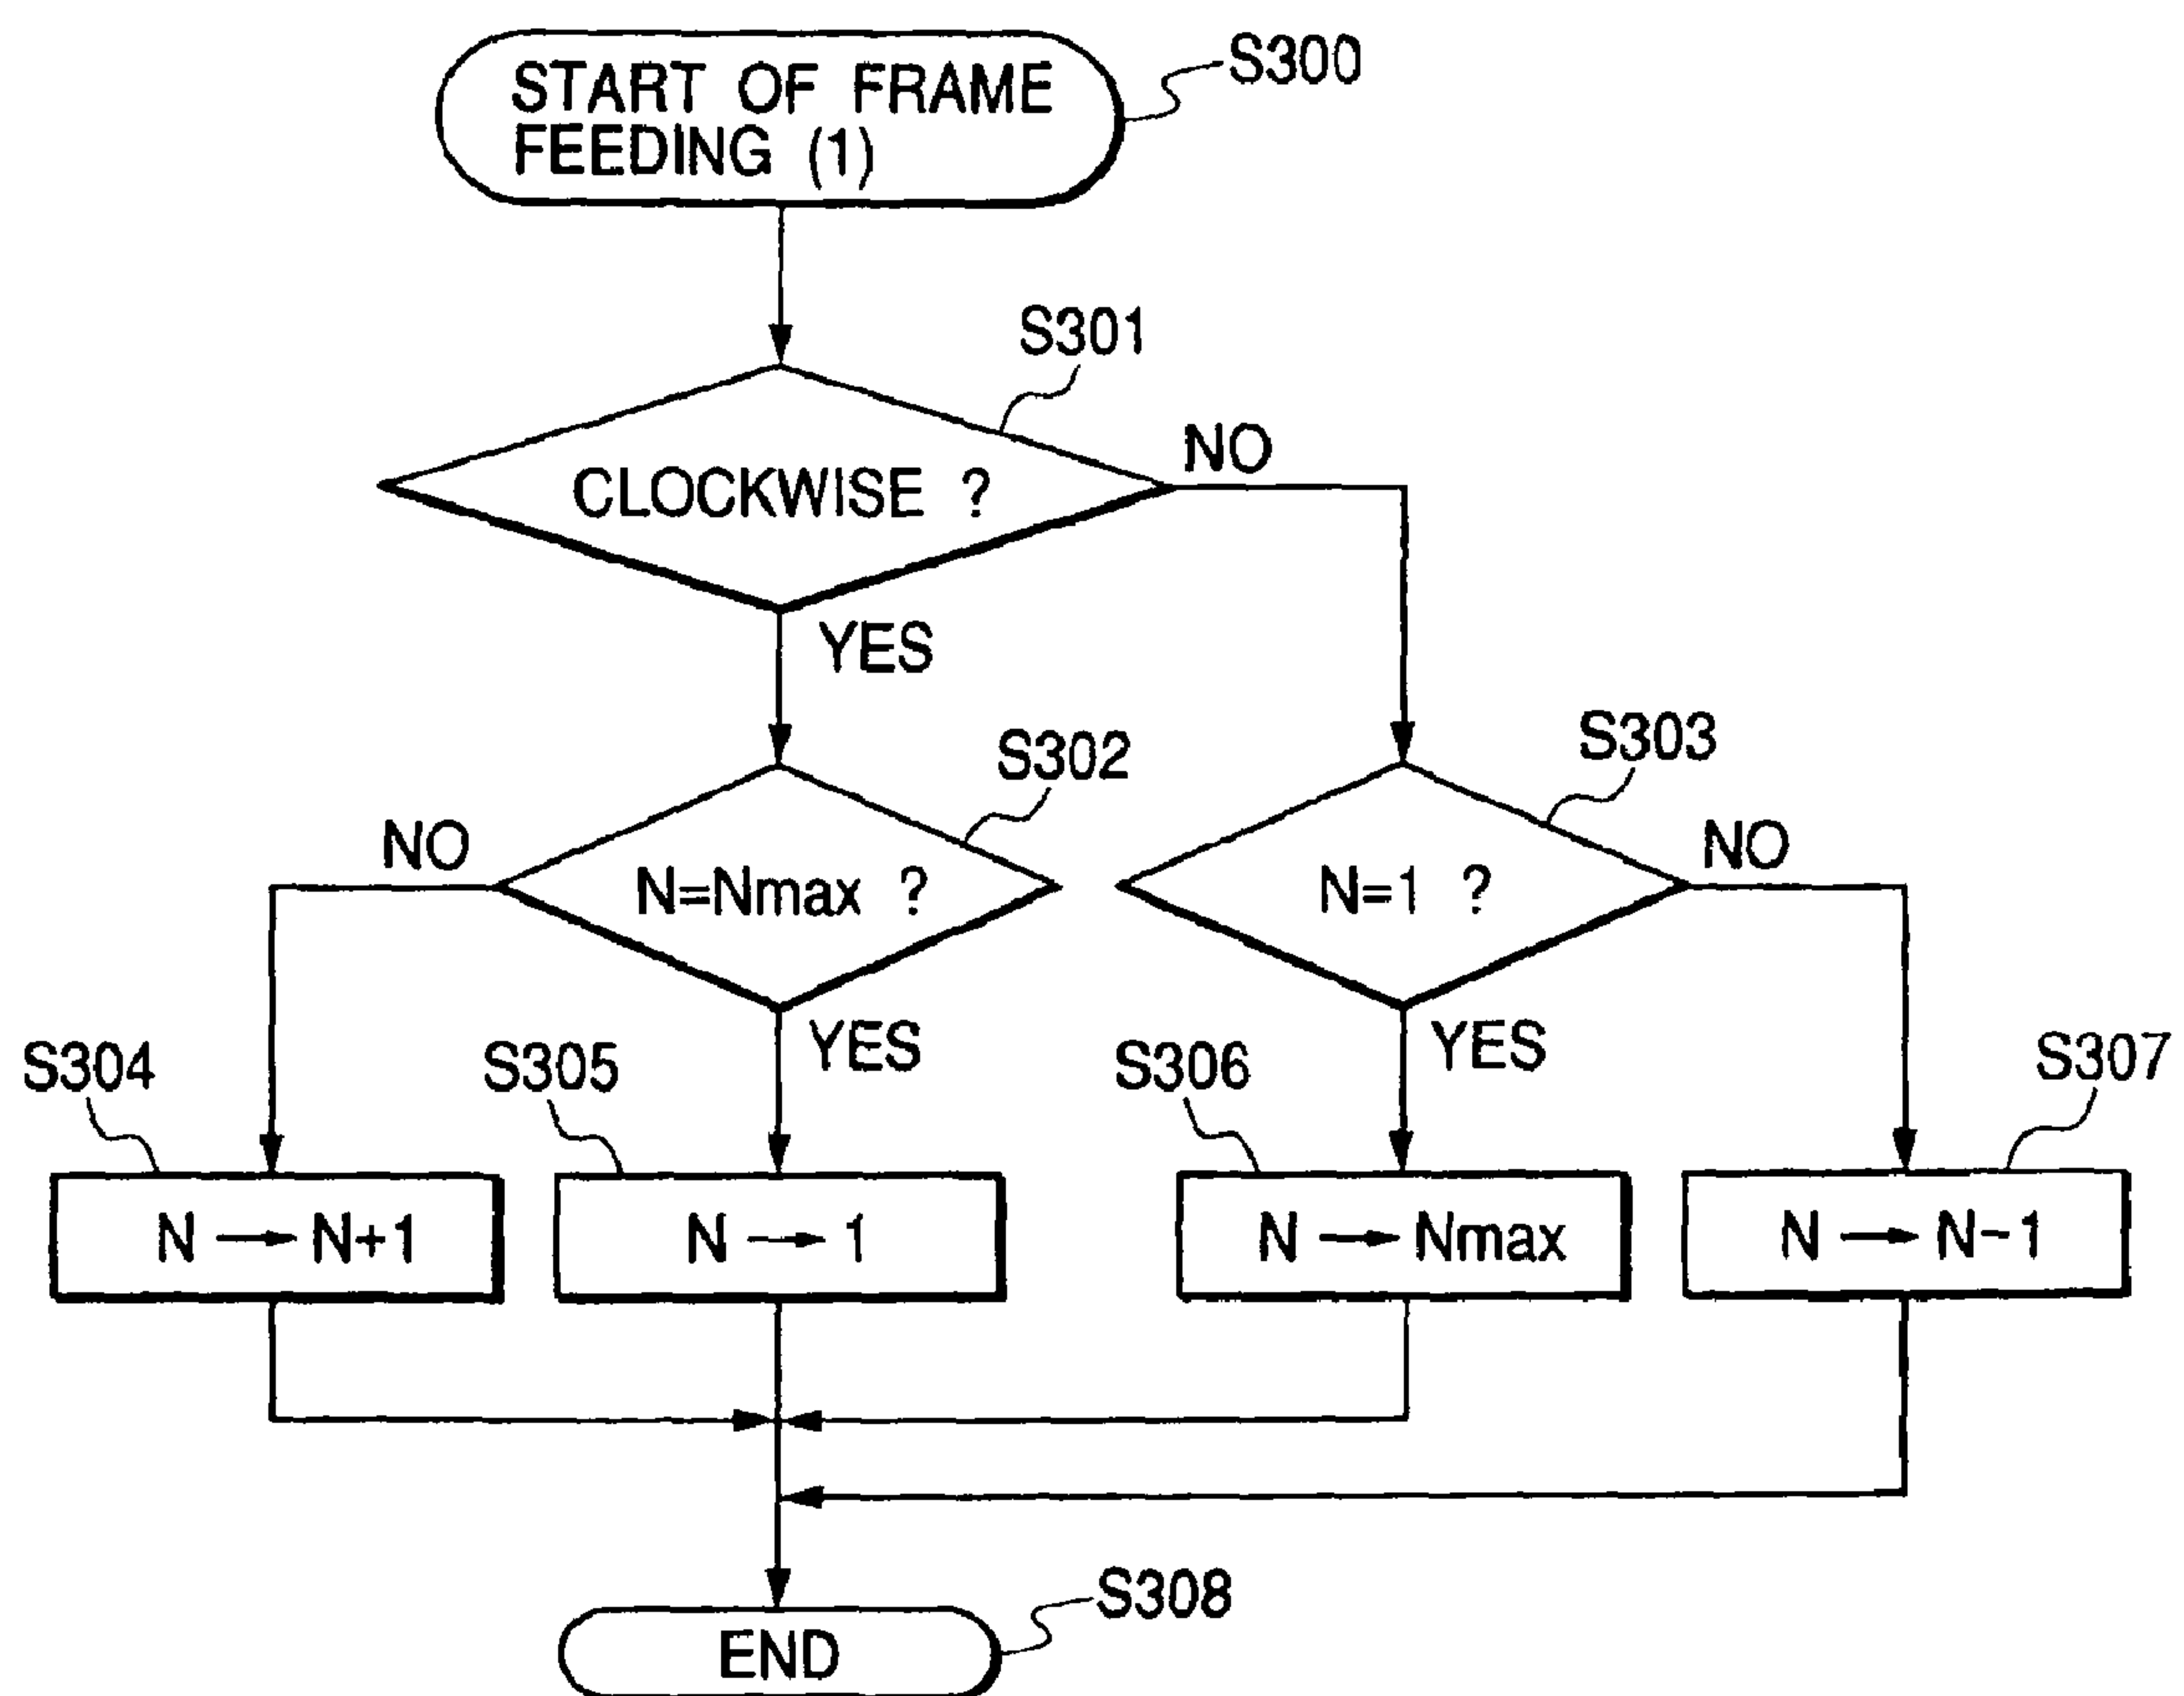 START OF FRAME
FEEDING (1)
S300
S301
CLOCKWISE ?
NO
YES
S302
S303
NO
N=Nmax ?
N=1 ?
NO
YES
YES
S304
S305
S306
S307
N → N+1
N → 1
N → Nmax
N → N-1
S308
END